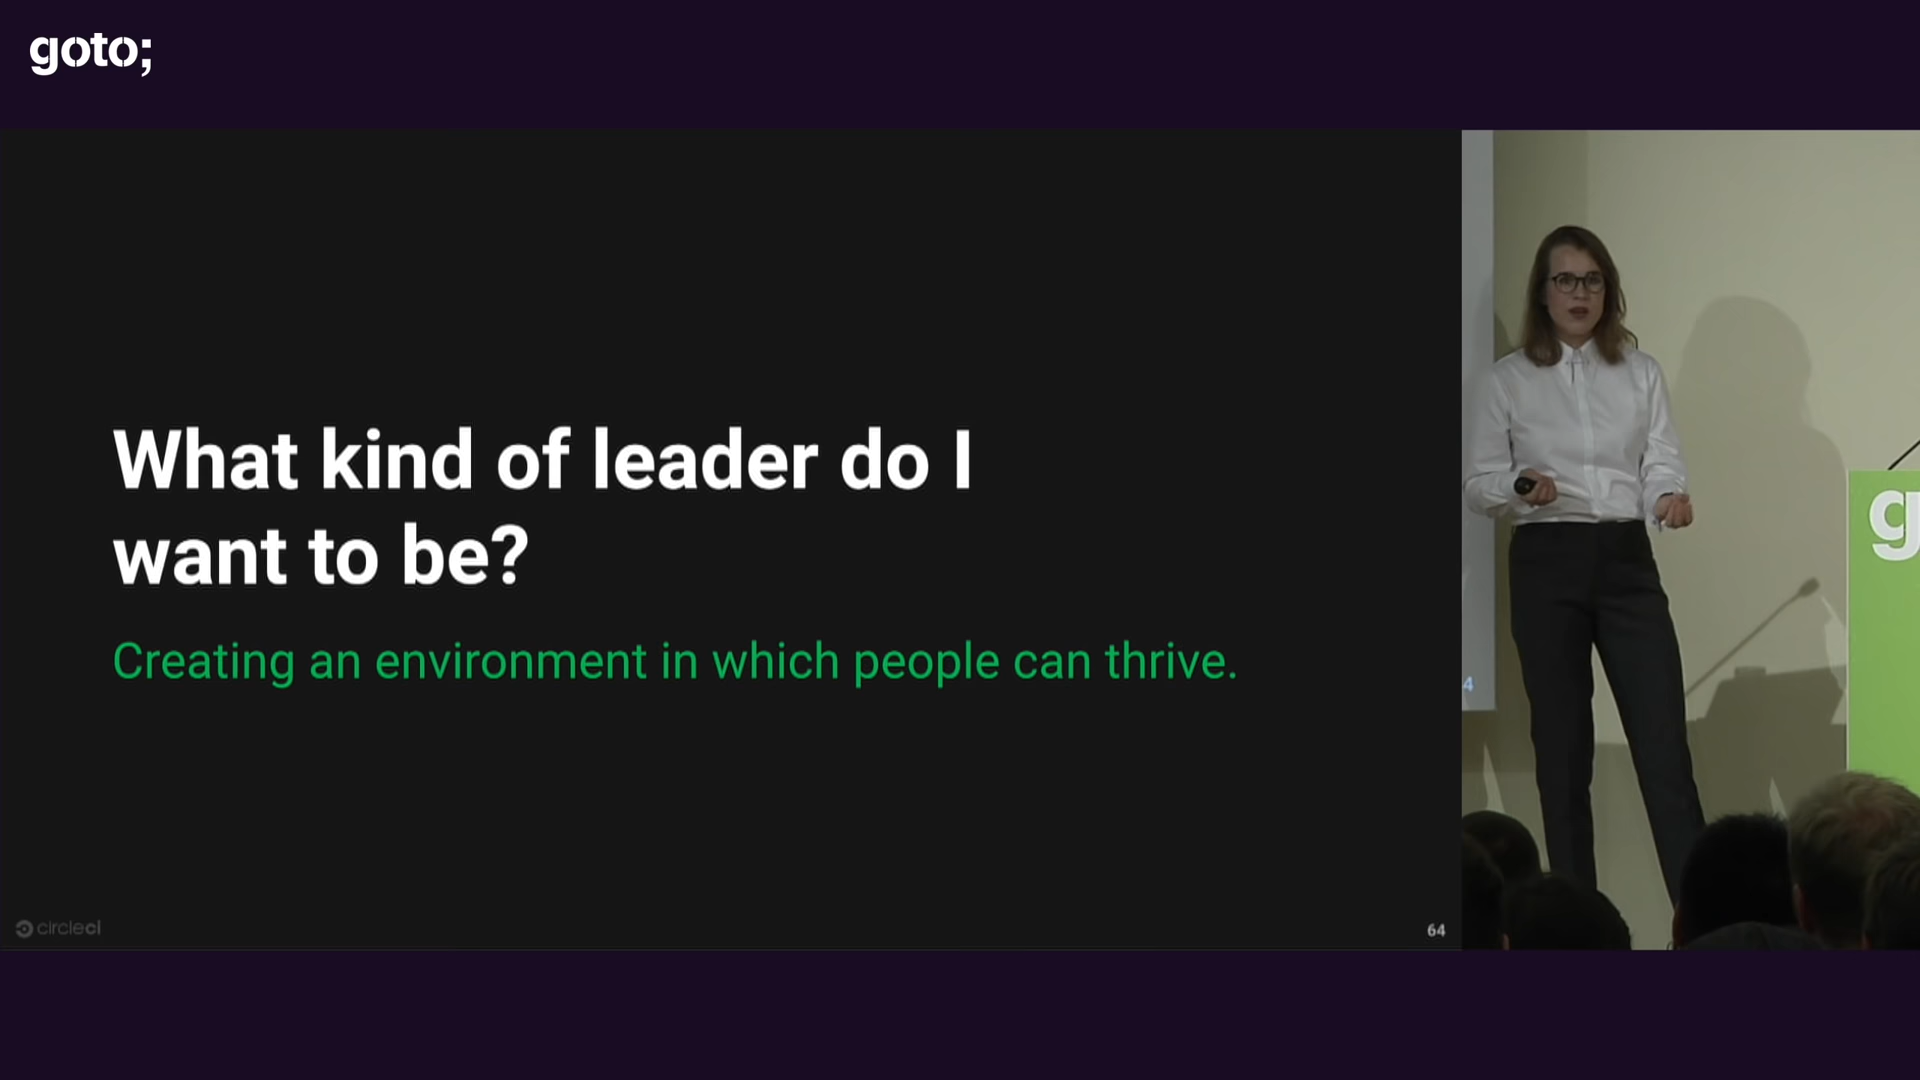 goto;
What kind of leader do I
want to be?
Creating an environment in which people can thrive.
circleci
64
4
g